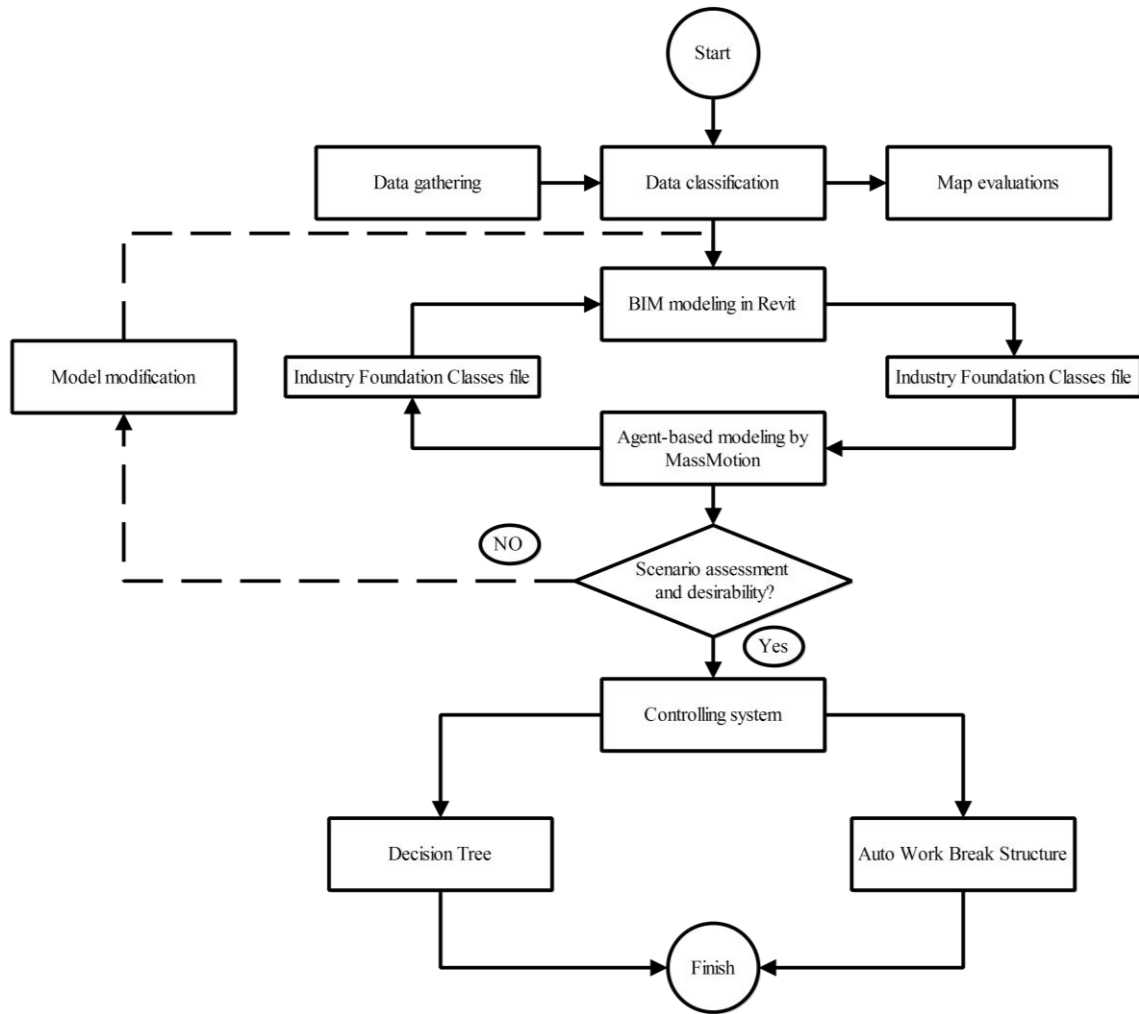 Start
Data gathering
Data classification
Map evaluations
BIM modeling in Revit
Model modification
Industry Foundation Classes file
Industry Foundation Classes file
Agent-based modeling by
MassMotion
NO
Scenario assessment
and desirability?
Yes
Controlling system
Decision Tree
Auto Work Break Structure
Finish